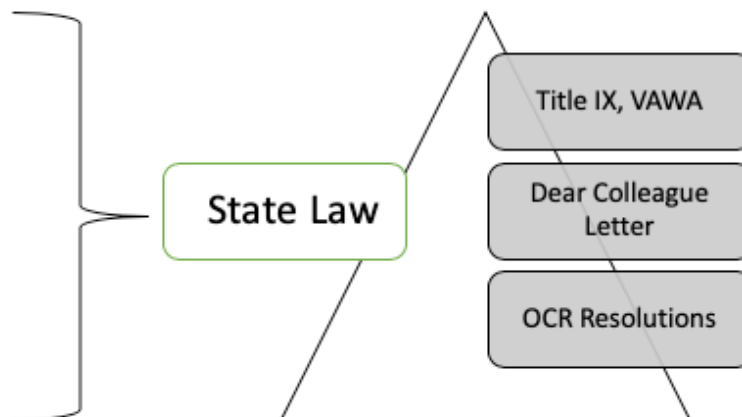 State Law
Title IX, VAWA
Dear Colleague
Letter
OCR Resolutions